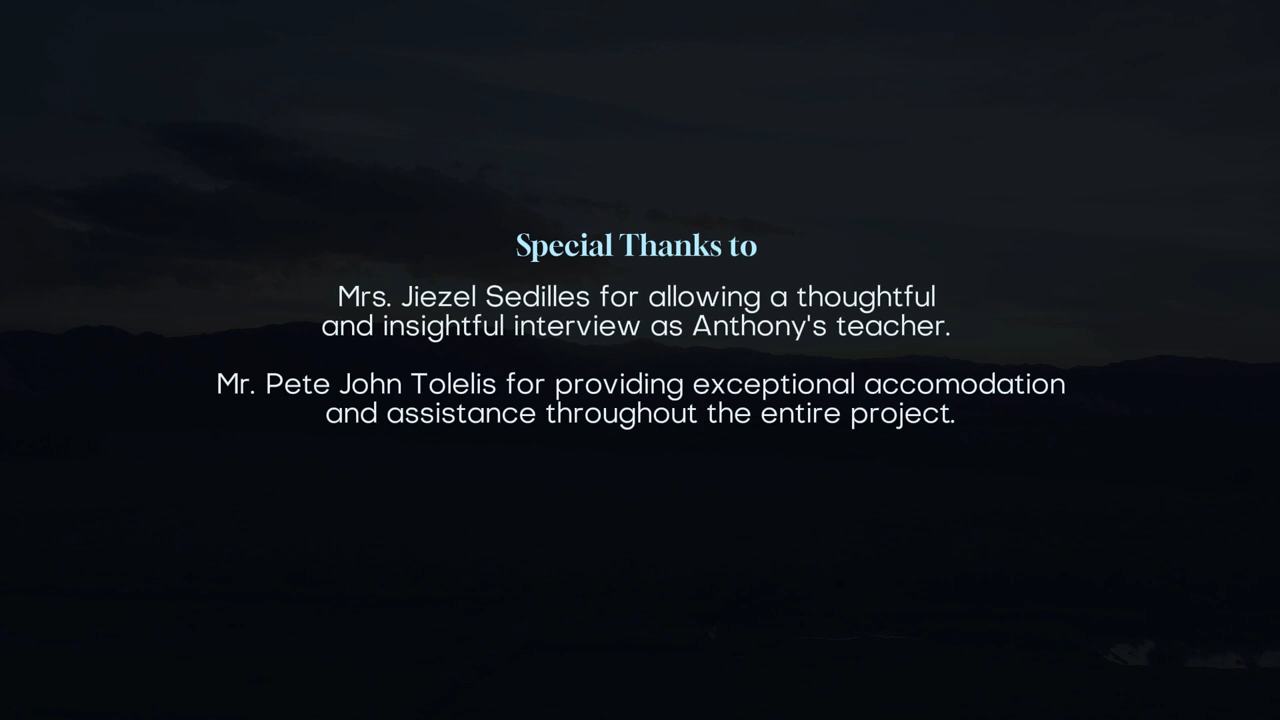 Special Thanks to
Mrs. Jiezel Sedilles for allowing a thoughtful
and insightful interview as Anthony's teacher.
Mr. Pete John Tolelis for providing exceptional accomodation
and assistance throughout the entire project.